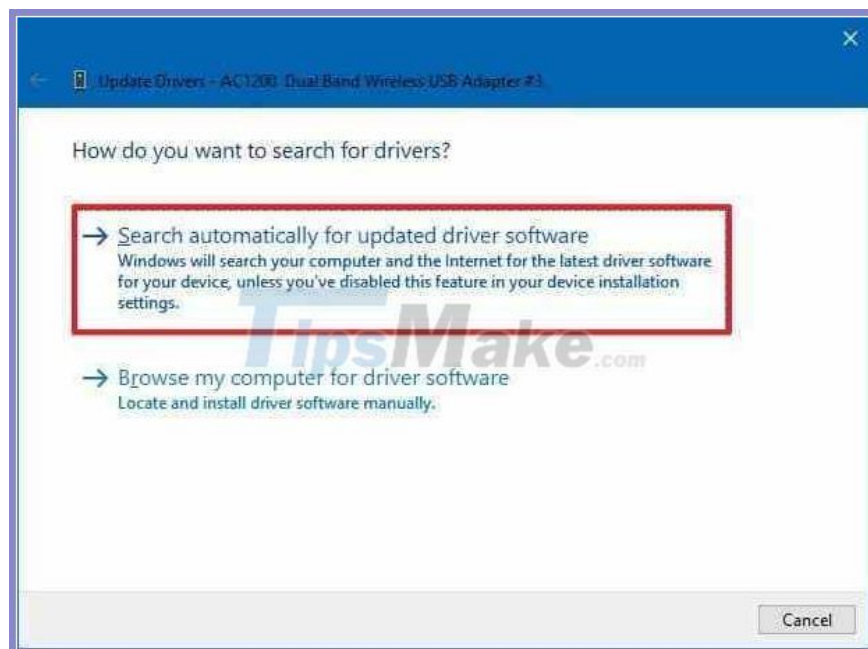 Update Drivers - AC1200 Dual Band Wireless USB Adapter #3
How do you want to search for drivers?
Search automatically for updated driver software
Windows will search your computer and the Internet for the latest driver software
for your device, unless you've disabled this feature in your device installation
settings.
TipsMake.com
Browse my computer for driver software
Locate and install driver software manually.
Cancel